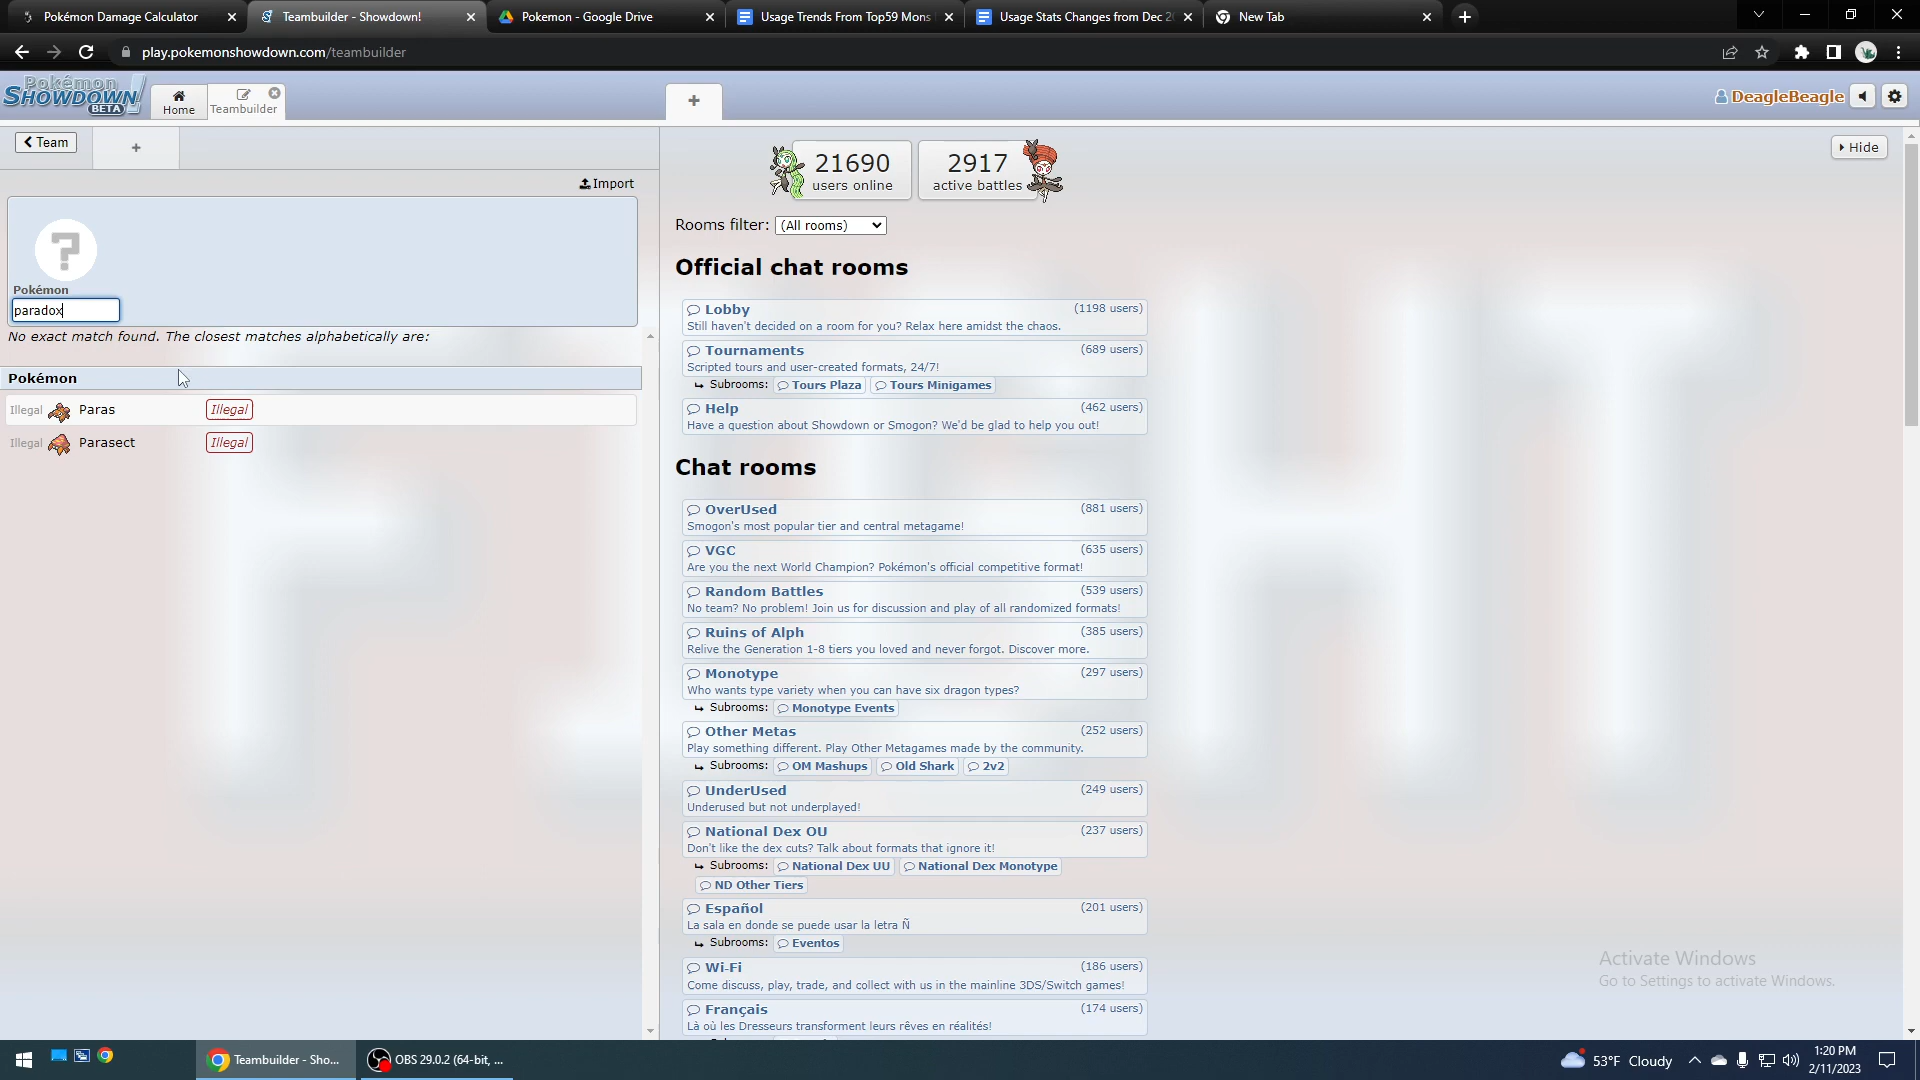 Pokémon Damage Calculator
Teambuilder - Showdown!
Pokemon - Google Drive
Usage Trends From Top59 Mons
Usage Stats Changes from Dec 2
New Tab
play.pokemonshowdown.com/teambuilder
Pokémon
SHOWDOWN!
BETA
Home
Teambuilder
DeagleBeagle
Team
Import
Pokémon
paradox
No exact match found. The closest matches alphabetically are:
Pokémon
Illegal Paras Illegal
Illegal Parasect Illegal
21690
users online
2917
active battles
Hide
Rooms filter: (All rooms)
Official chat rooms
Lobby (1198 users)
Still haven't decided on a room for you? Relax here amidst the chaos.
Tournaments (689 users)
Scripted tours and user-created formats, 24/7!
Subrooms: Tours Plaza Tours Minigames
Help (462 users)
Have a question about Showdown or Smogon? We'd be glad to help you out!
Chat rooms
OverUsed (881 users)
Smogon's most popular tier and central metagame!
VGC (635 users)
Are you the next World Champion? Pokémon's official competitive format!
Random Battles (539 users)
No team? No problem! Join us for discussion and play of all randomized formats!
Ruins of Alph (385 users)
Relive the Generation 1-8 tiers you loved and never forgot. Discover more.
Monotype (297 users)
Who wants type variety when you can have six dragon types?
Subrooms: Monotype Events
Other Metas (252 users)
Play something different. Play Other Metagames made by the community.
Subrooms: OM Mashups Old Shark 2v2
UnderUsed (249 users)
Underused but not underplayed!
National Dex OU (237 users)
Don't like the dex cuts? Talk about formats that ignore it!
Subrooms: National Dex UU National Dex Monotype
ND Other Tiers
Español (201 users)
La sala en donde se puede usar la letra Ñ
Subrooms: Eventos
Wi-Fi (186 users)
Come discuss, play, trade, and collect with us in the mainline 3DS/Switch games!
Français (174 users)
Là où les Dresseurs transforment leurs rêves en réalités!
Activate Windows
Go to Settings to activate Windows.
Teambuilder - Sho...
OBS 29.0.2 (64-bit, ...
53°F Cloudy
1:20 PM
2/11/2023